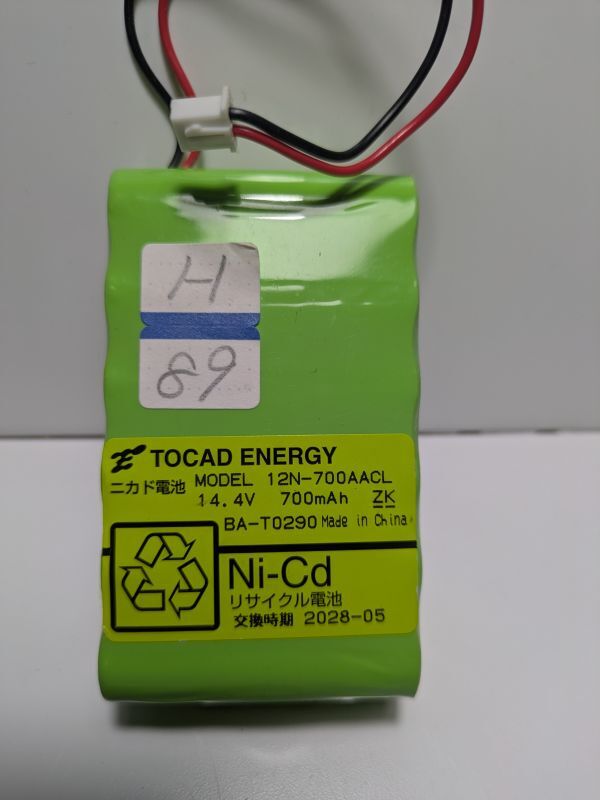 H
89
TOCAD ENERGY
ニカド電池
MODEL 12N-700AACL
14.4V 700mAh ZK
BA-T0290 Made in China
Ni-Cd
リサイクル電池
交換時期 2028-05